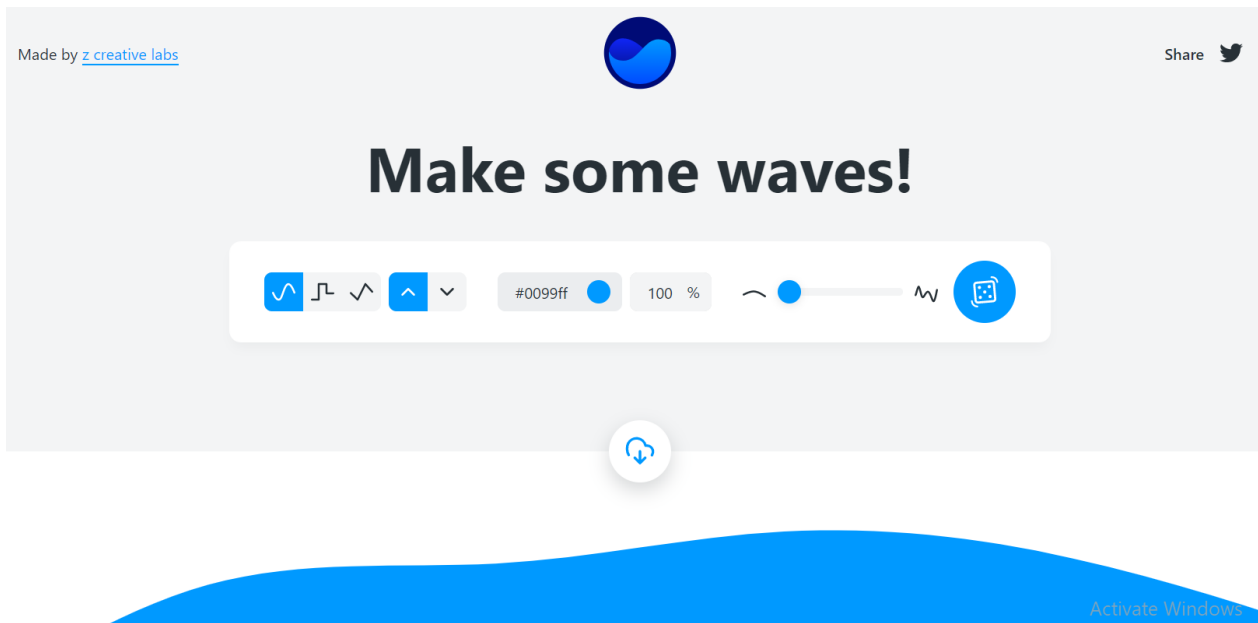 Made by z creative labs
Share
Make some waves!
#0099ff
100 %
Activate Windows